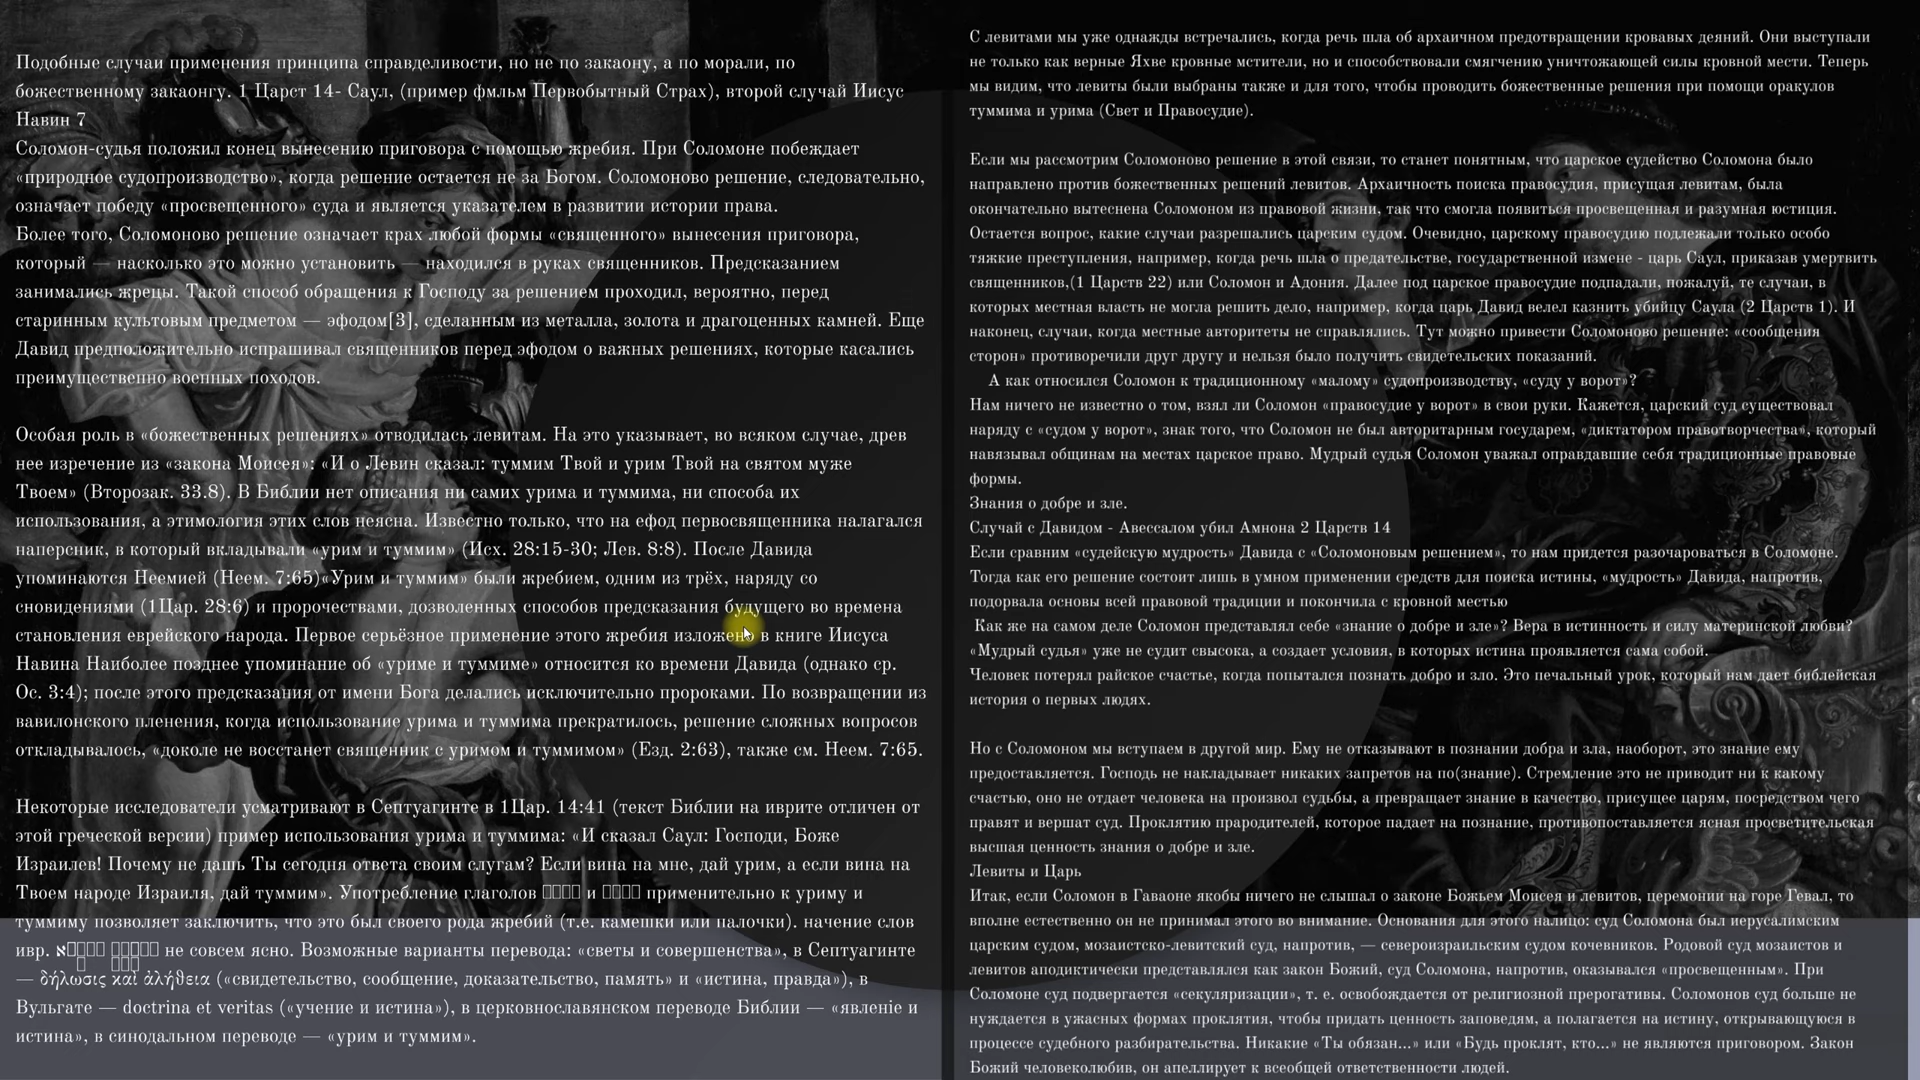 Подобные случаи применения принципа справделивости, но не по закаону, а по морали, по
божественному закаонгу. 1 Царст 14- Саул, (пример фмльм Первобытный Страх), второй случай Иисус
Навин 7
Соломон-судья положил конец вынесению приговора с помощью жребия. При Соломоне побеждает
«природное судопроизводство», когда решение остается не за Богом. Соломоново решение, следовательно,
означает победу «просвещенного» суда и является указателем в развитии истории права.
Более того, Соломоново решение означает крах любой формы «священного» вынесения приговора,
который — насколько это можно установить — находился в руках священников. Предсказанием
занимались жрецы. Такой способ обращения к Господу за решением проходил, вероятно, перед
старинным культовым предметом — эфодом[3], сделанным из металла, золота и драгоценных камней. Еще
Давид предположительно испрашивал священников перед эфодом о важных решениях, которые касались
преимущественно военных походов.
Особая роль в «божественных решениях» отводилась левитам. На это указывает, во всяком случае, древ
нее изречение из «закона Моисея»: «И о Левин сказал: туммим Твой и урим Твой на святом муже
Твоем» (Второзак. 33.8). В Библии нет описания ни самих урима и туммима, ни способа их
использования, а этимология этих слов неясна. Известно только, что на ефод первосвященника налагался
наперсник, в который вкладывали «урим и туммим» (Исх. 28:15-30; Лев. 8:8). После Давида
упоминаются Неемией (Неем. 7:65)«Урим и туммим» были жребием, одним из трёх, наряду со
сновидениями (1Цар. 28:6) и пророчествами, дозволенных способов предсказания будущего во времена
становления еврейского народа. Первое серьёзное применение этого жребия изложено в книге Иисуса
Навина Наиболее позднее упоминание об «уриме и туммиме» относится ко времени Давида (однако ср.
Ос. 3:4); после этого предсказания от имени Бога делались исключительно пророками. По возвращении из
вавилонского пленения, когда использование урима и туммима прекратилось, решение сложных вопросов
откладывалось, «доколе не восстанет священник с уримом и туммимом» (Езд. 2:63), также см. Неем. 7:65.
Некоторые исследователи усматривают в Септуагинте в 1Цар. 14:41 (текст Библии на иврите отличен от
этой греческой версии) пример использования урима и туммима: «И сказал Саул: Господи, Боже
Израилев! Почему не дашь Ты сегодня ответа своим слугам? Если вина на мне, дай урим, а если вина на
Твоем народе Израиля, дай туммим». Употребление глаголов и применительно к уриму и
туммиму позволяет заключить, что это был своего рода жребий (т.е. камешки или палочки). начение слов
ивр. א не совсем ясно. Возможные варианты перевода: «светы и совершенства», в Септуагинте
— δήλωσις καὶ ἀλήθεια («свидетельство, сообщение, доказательство, память» и «истина, правда»), в
Вульгате — doctrina et veritas («учение и истина»), в церковнославянском переводе Библии — «явленіе и
истина», в синодальном переводе — «урим и туммим».
С левитами мы уже однажды встречались, когда речь шла об архаичном предотвращении кровавых деяний. Они выступали
не только как верные Яхве кровные мстители, но и способствовали смягчению уничтожающей силы кровной мести. Теперь
мы видим, что левиты были выбраны также и для того, чтобы проводить божественные решения при помощи оракулов
туммима и урима (Свет и Правосудие).
Если мы рассмотрим Соломоново решение в этой связи, то станет понятным, что царское судейство Соломона было
направлено против божественных решений левитов. Архаичность поиска правосудия, присущая левитам, была
окончательно вытеснена Соломоном из правовой жизни, так что смогла появиться просвещенная и разумная юстиция.
Остается вопрос, какие случаи разрешались царским судом. Очевидно, царскому правосудию подлежали только особо
тяжкие преступления, например, когда речь шла о предательстве, государственной измене - царь Саул, приказав умертвить
священников,(1 Царств 22) или Соломон и Адония. Далее под царское правосудие подпадали, пожалуй, те случаи, в
которых местная власть не могла решить дело, например, когда царь Давид велел казнить убийцу Саула (2 Царств 1). И
наконец, случаи, когда местные авторитеты не справлялись. Тут можно привести Соломоново решение: «сообщения
сторон» противоречили друг другу и нельзя было получить свидетельских показаний.
А как относился Соломон к традиционному «малому» судопроизводству, «суду у ворот»?
Нам ничего не известно о том, взял ли Соломон «правосудие у ворот» в свои руки. Кажется, царский суд существовал
наряду с «судом у ворот», знак того, что Соломон не был авторитарным государем, «диктатором правотворчества», который
навязывал общинам на местах царское право. Мудрый судья Соломон уважал оправдавшие себя традиционные правовые
формы.
Знания о добре и зле.
Случай с Давидом - Авессалом убил Амнона 2 Царств 14
Если сравним «судейскую мудрость» Давида с «Соломоновым решением», то нам придется разочароваться в Соломоне.
Тогда как его решение состоит лишь в умном применении средств для поиска истины, «мудрость» Давида, напротив,
подорвала основы всей правовой традиции и покончила с кровной местью
Как же на самом деле Соломон представлял себе «знание о добре и зле»? Вера в истинность и силу материнской любви?
«Мудрый судья» уже не судит свысока, а создает условия, в которых истина проявляется сама собой.
Человек потерял райское счастье, когда попытался познать добро и зло. Это печальный урок, который нам дает библейская
история о первых людях.
Но с Соломоном мы вступаем в другой мир. Ему не отказывают в познании добра и зла, наоборот, это знание ему
предоставляется. Господь не накладывает никаких запретов на по(знание). Стремление это не приводит ни к какому
счастью, оно не отдает человека на произвол судьбы, а превращает знание в качество, присущее царям, посредством чего
правят и вершат суд. Проклятию прародителей, которое падает на познание, противопоставляется ясная просветительская
высшая ценность знания о добре и зле.
Левиты и Царь
Итак, если Соломон в Гаваоне якобы ничего не слышал о законе Божьем Моисея и левитов, церемонии на горе Гевал, то
вполне естественно он не принимал этого во внимание. Основания для этого налицо: суд Соломона был иерусалимским
царским судом, мозаистско-левитский суд, напротив, — североизраильским судом кочевников. Родовой суд мозаистов и
левитов аподиктически представлялся как закон Божий, суд Соломона, напротив, оказывался «просвещенным». При
Соломоне суд подвергается «секуляризации», т. е. освобождается от религиозной прерогативы. Соломонов суд больше не
нуждается в ужасных формах проклятия, чтобы придать ценность заповедям, а полагается на истину, открывающуюся в
процессе судебного разбирательства. Никакие «Ты обязан...» или «Будь проклят, кто...» не являются приговором. Закон
Божий человеколюбив, он апеллирует к всеобщей ответственности людей.